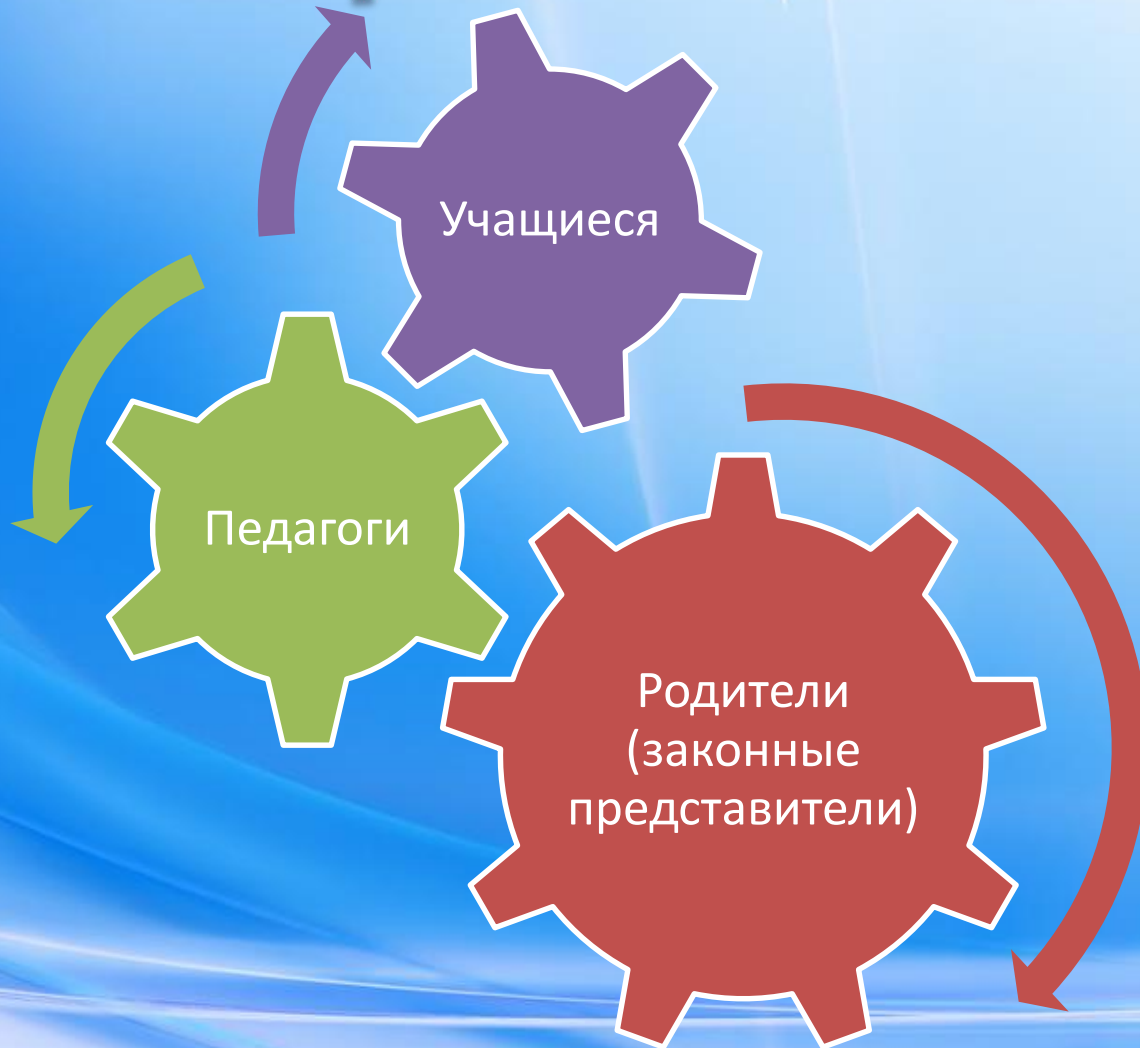 Учащиеся
Педагоги
Родители
(законные
представители)